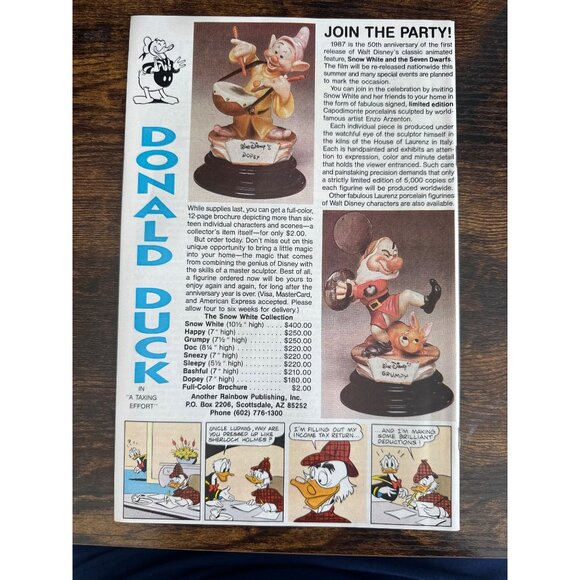 JOIN THE PARTY!
1987 is the 50th anniversary of the first
release of Walt Disney's classic animated
feature, Snow White and the Seven Dwarfs.
The film will be re-released nationwide this
summer and many special events are planned
to mark the occasion.
You can join in the celebration by inviting
Snow White and her friends to your home in
the form of fabulous signed, limited edition
Capodimonte porcelains sculpted by world-
famous artist Enzo Arzenton.
Each individual piece is produced under
the watchful eye of the sculptor himself in
the kilns of the House of Laurenz in Italy.
Each is handpainted and exhibits an atten-
tion to expression, color and minute detail
that holds the viewer entranced. Such care
and painstaking precision demands that only
a strictly limited edition of 5,000 copies of
each figurine will be produced worldwide.
Other fabulous Laurenz porcelain figurines
of Walt Disney characters are also available.
WALT DISNEY'S
DOPEY
While supplies last, you can get a full-color,
12-page brochure depicting more than six-
teen individual characters and scenes—a
collector's item itself—for only $2.00.
But order today. Don't miss out on this
unique opportunity to bring a little magic
into your home—the magic that comes
from combining the genius of Disney with
the skills of a master sculptor. Best of all,
a figurine ordered now will be yours to
enjoy again and again, for long after the
anniversary year is over. (Visa, MasterCard,
and American Express accepted. Please
allow four to six weeks for delivery.)
The Snow White Collection
Snow White (10½" high) .... $400.00
Happy (7" high) .......... $250.00
Grumpy (7½" high) ........ $250.00
Doc (8¼" high) ........... $220.00
Sneezy (7" high) ......... $220.00
Sleepy (5½" high) ........ $220.00
Bashful (7" high) ........ $210.00
Dopey (7" high) .......... $180.00
Full-Color Brochure ...... $2.00
Another Rainbow Publishing, Inc.
P.O. Box 2206, Scottsdale, AZ 85252
Phone (602) 776-1300
WALT DISNEY'S
GRUMPY
DONALD DUCK
IN
"A TAXING
EFFORT"
UNCLE LUDWIG, WHY ARE
YOU DRESSED UP LIKE
SHERLOCK HOLMES?
I'M FILLING OUT MY
INCOME TAX RETURN...
AND I'M MAKING
SOME BRILLIANT
DEDUCTIONS!